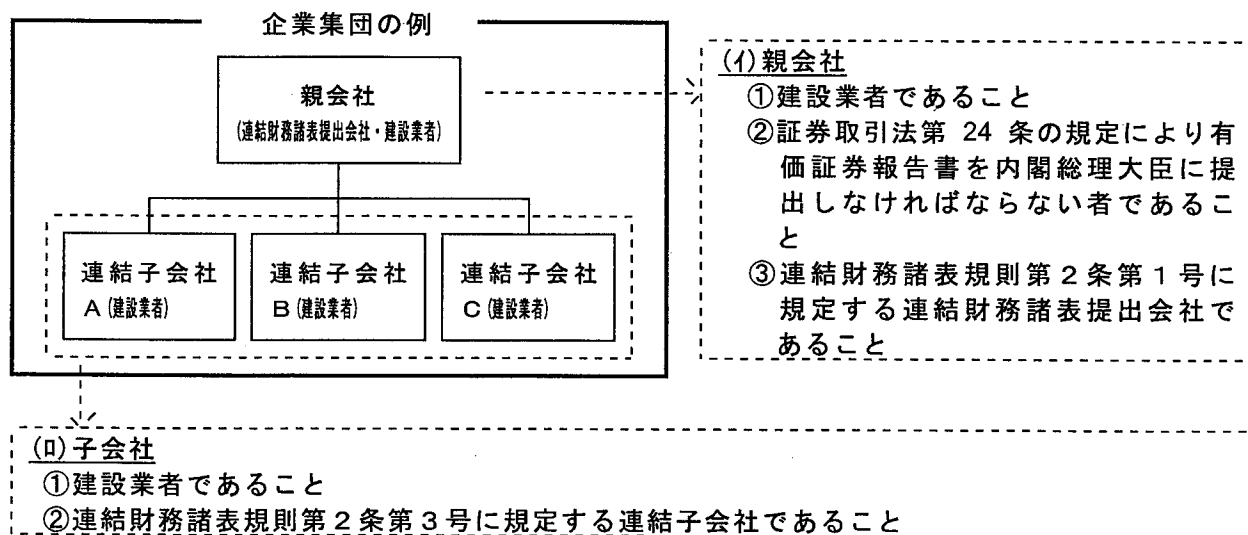 企業集団の例
親会社
(連結財務諸表提出会社・建設業者)
連結子会社
A(建設業者)
連結子会社
B(建設業者)
連結子会社
C(建設業者)
(ｲ)親会社
①建設業者であること
②証券取引法第 24 条の規定により有
価証券報告書を内閣総理大臣に提
出しなければならない者であるこ
と
③連結財務諸表規則第２条第１号に
規定する連結財務諸表提出会社で
あること
(ﾛ)子会社
①建設業者であること
②連結財務諸表規則第２条第３号に規定する連結子会社であること